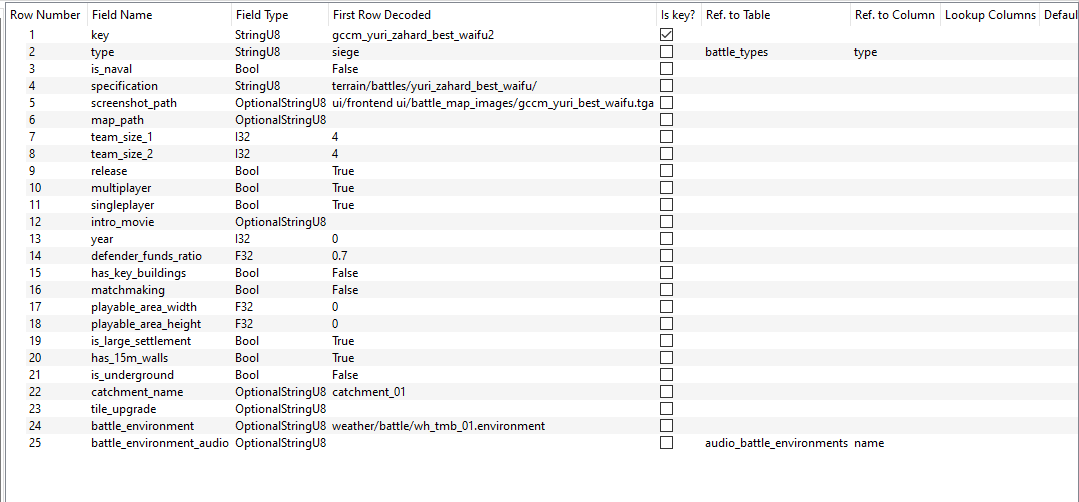 Row Number Field Name Field Type First Row Decoded Is key? Ref. to Table Ref. to Column Lookup Columns Defaul
1 key StringU8 gccm_yuri_zahard_best_waifu2
2 type StringU8 siege battle_types type
3 is_naval Bool False
4 specification StringU8 terrain/battles/yuri_zahard_best_waifu/
5 screenshot_path OptionalStringU8 ui/frontend ui/battle_map_images/gccm_yuri_best_waifu.tga
6 map_path OptionalStringU8
7 team_size_1 I32 4
8 team_size_2 I32 4
9 release Bool True
10 multiplayer Bool True
11 singleplayer Bool True
12 intro_movie OptionalStringU8
13 year I32 0
14 defender_funds_ratio F32 0.7
15 has_key_buildings Bool False
16 matchmaking Bool False
17 playable_area_width F32 0
18 playable_area_height F32 0
19 is_large_settlement Bool True
20 has_15m_walls Bool True
21 is_underground Bool False
22 catchment_name OptionalStringU8 catchment_01
23 tile_upgrade OptionalStringU8
24 battle_environment OptionalStringU8 weather/battle/wh_tmb_01.environment
25 battle_environment_audio OptionalStringU8 audio_battle_environments name